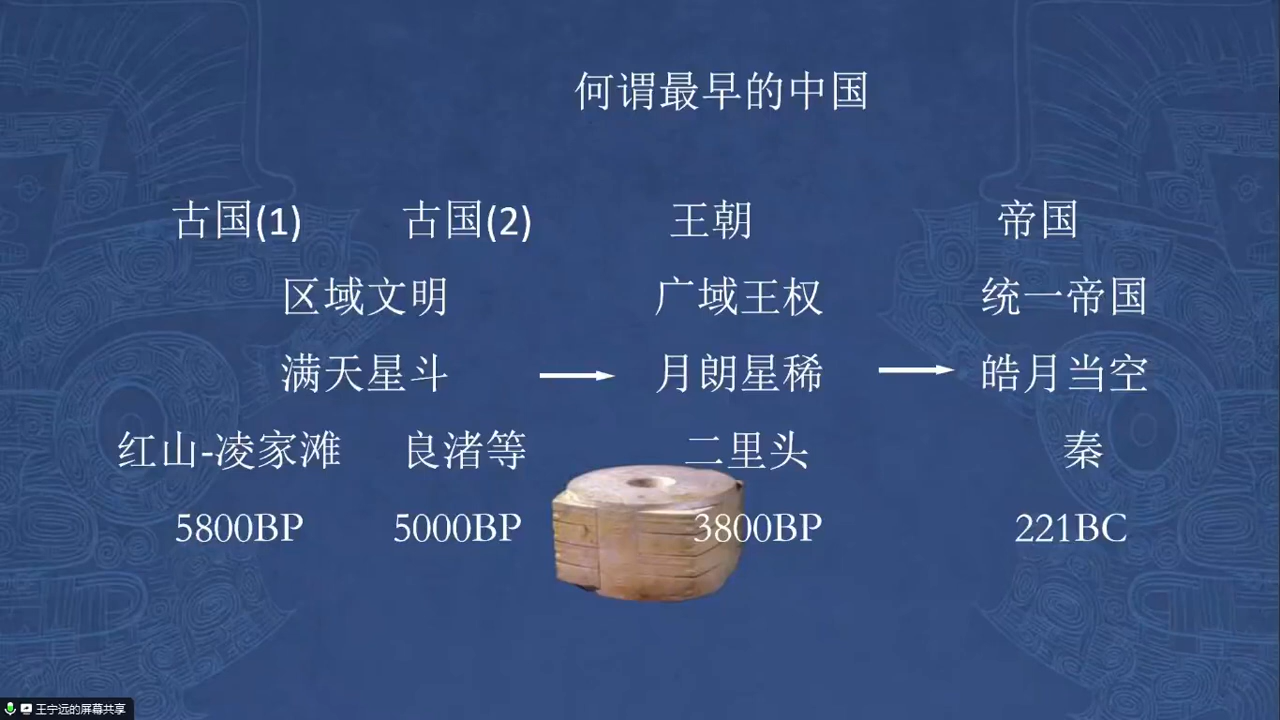 何谓最早的中国
古国(1) 古国(2) 王朝 帝国
区域文明 广域王权 统一帝国
满天星斗 月朗星稀 皓月当空
红山-凌家滩 良渚等 二里头 秦
5800BP 5000BP 3800BP 221BC
王宁远的屏幕共享